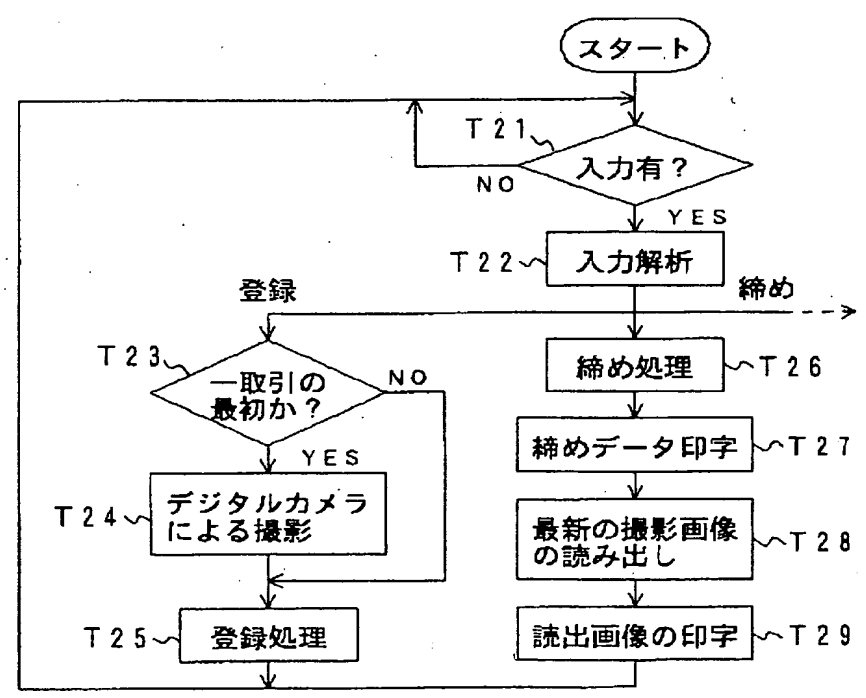 スタート
T21
入力有?
NO
YES
T22
入力解析
登録
締め
T23
一取引の
最初か?
NO
YES
T24
デジタルカメラ
による撮影
T25
登録処理
締め処理
T26
締めデータ印字
T27
最新の撮影画像
の読み出し
T28
読出画像の印字
T29